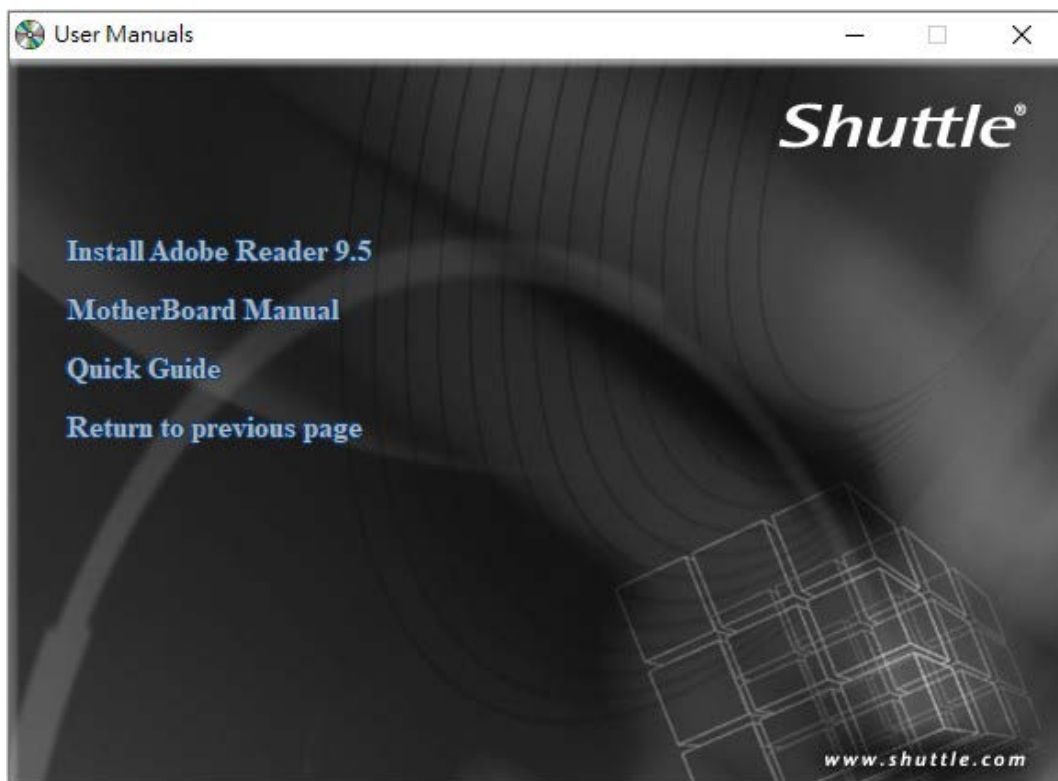 User Manuals
Shuttle®
Install Adobe Reader 9.5
MotherBoard Manual
Quick Guide
Return to previous page
www.shuttle.com